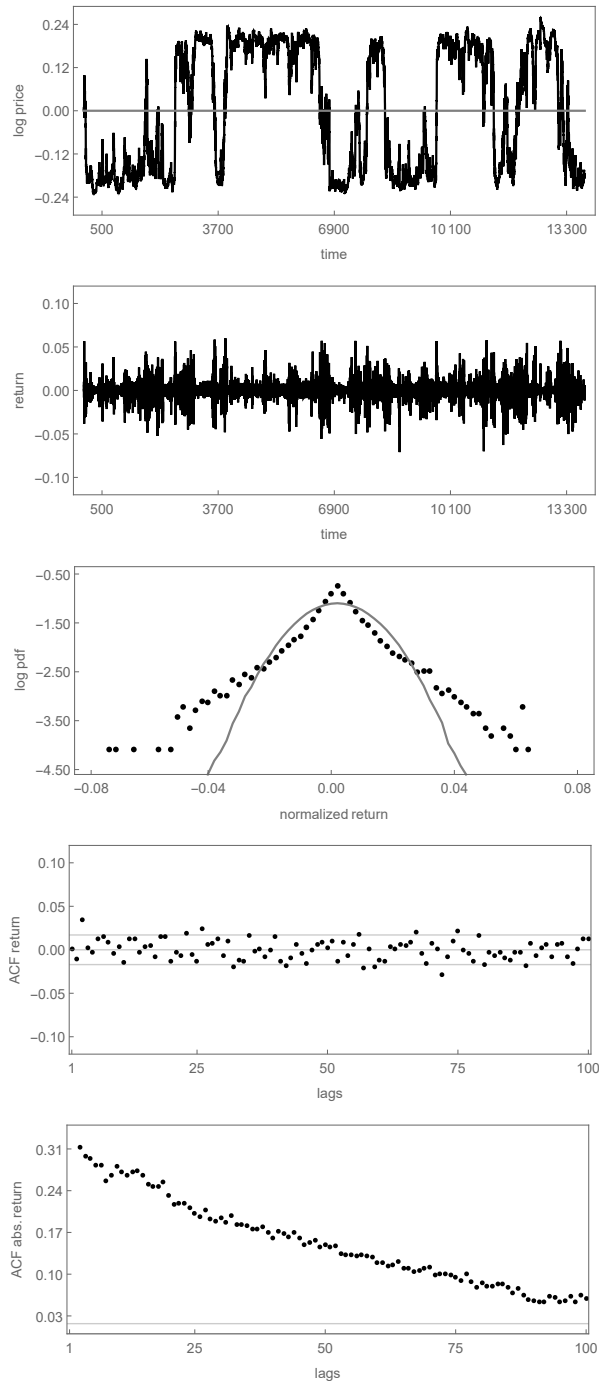 0.24
0.12
0.00
−0.12
−0.24
log price
500 3700 6900 10100 13300
time
0.10
0.05
0.00
−0.05
−0.10
return
500 3700 6900 10100 13300
time
−0.50
−1.50
−2.50
−3.50
−4.50
log pdf
−0.08 −0.04 0.00 0.04 0.08
normalized return
0.10
0.05
0.00
−0.05
−0.10
ACF return
1 25 50 75 100
lags
0.31
0.24
0.17
0.10
0.03
ACF abs. return
1 25 50 75 100
lags